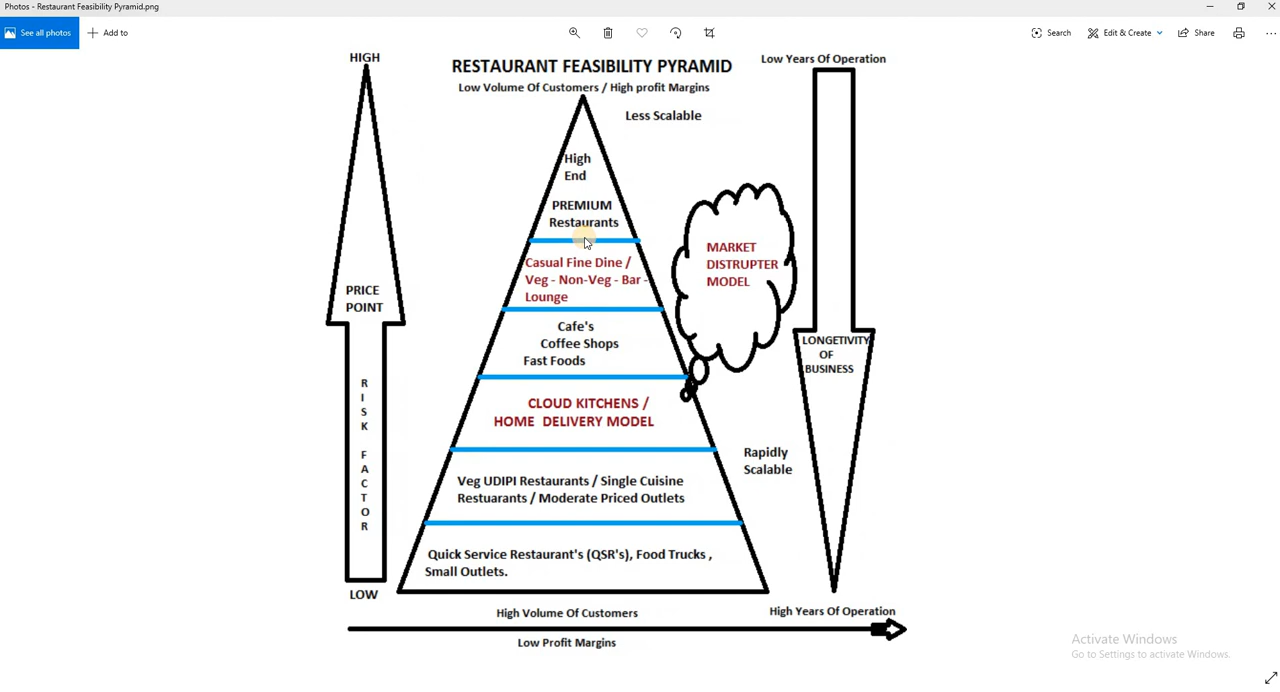 Photos - Restaurant Feasibility Pyramid.png
See all photos
Add to
Search
Edit & Create
Share
HIGH
RESTAURANT FEASIBILITY PYRAMID
Low Years Of Operation
Low Volume Of Customers / High profit Margins
Less Scalable
High
End
PREMIUM
Restaurants
MARKET
DISTRUPTER
MODEL
Casual Fine Dine /
Veg - Non-Veg - Bar -
Lounge
PRICE
POINT
Cafe's
Coffee Shops
Fast Foods
LONGETIVITY
OF
BUSINESS
RISK FACTOR
CLOUD KITCHENS /
HOME DELIVERY MODEL
Rapidly
Scalable
Veg UDIPI Restaurants / Single Cuisine
Restuarants / Moderate Priced Outlets
Quick Service Restaurant's (QSR's), Food Trucks ,
Small Outlets.
LOW
High Volume Of Customers
High Years Of Operation
Low Profit Margins
Activate Windows
Go to Settings to activate Windows.